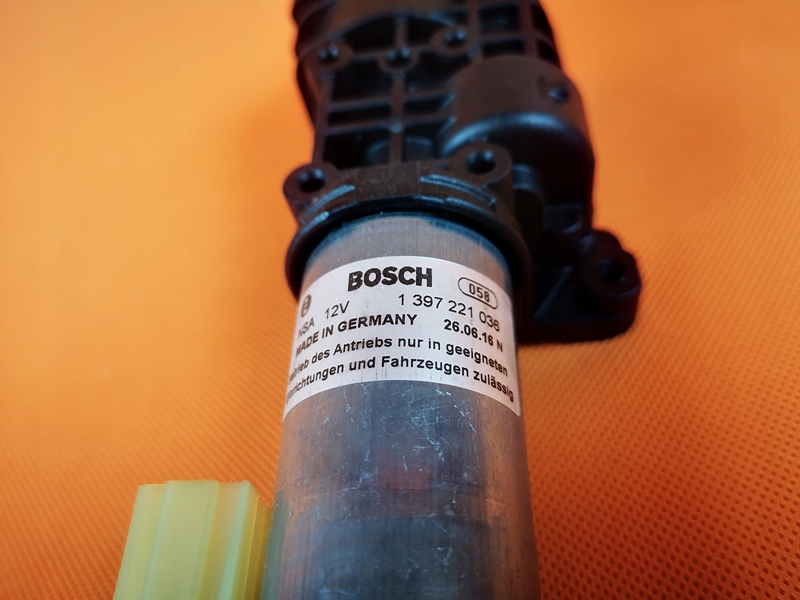 BOSCH 058
NSA 12V 1 397 221 036
MADE IN GERMANY 26.06.16 N
des Antriebs nur in geeigneten
und Fahrzeugen zulässig